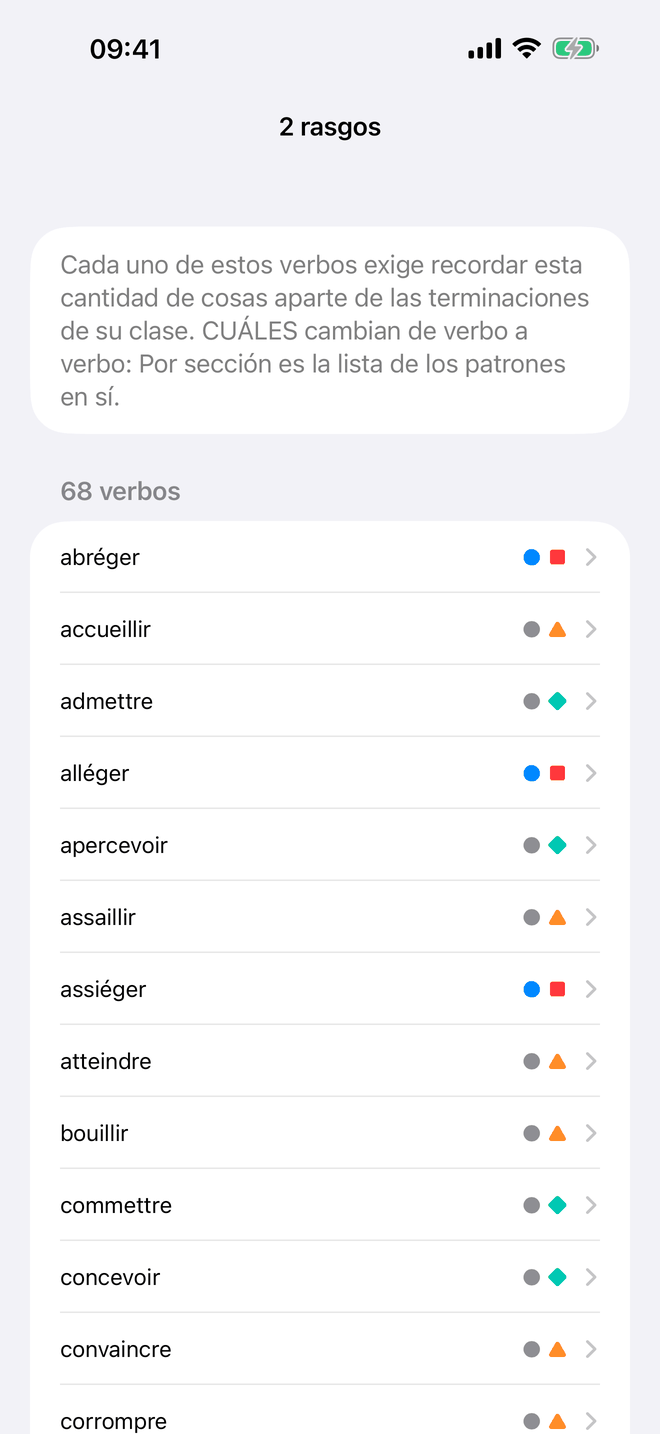 09:41
2 rasgos
Cada uno de estos verbos exige recordar esta
cantidad de cosas aparte de las terminaciones
de su clase. CUÁLES cambian de verbo a
verbo: Por sección es la lista de los patrones
en sí.
68 verbos
abréger
accueillir
admettre
alléger
apercevoir
assaillir
assiéger
atteindre
bouillir
commettre
concevoir
convaincre
corrompre